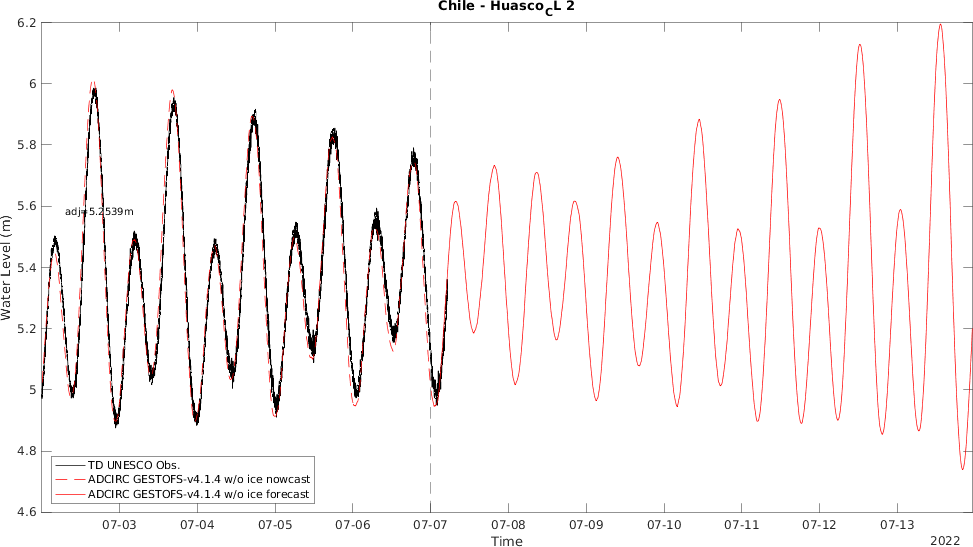 Chile - HuascoCL 2
6.2
6
5.8
5.6
5.4
5.2
5
4.8
4.6
Water Level (m)
adj=5.2539m
TD UNESCO Obs.
ADCIRC GESTOFS-v4.1.4 w/o ice nowcast
ADCIRC GESTOFS-v4.1.4 w/o ice forecast
07-03 07-04 07-05 07-06 07-07 07-08 07-09 07-10 07-11 07-12 07-13
Time
2022